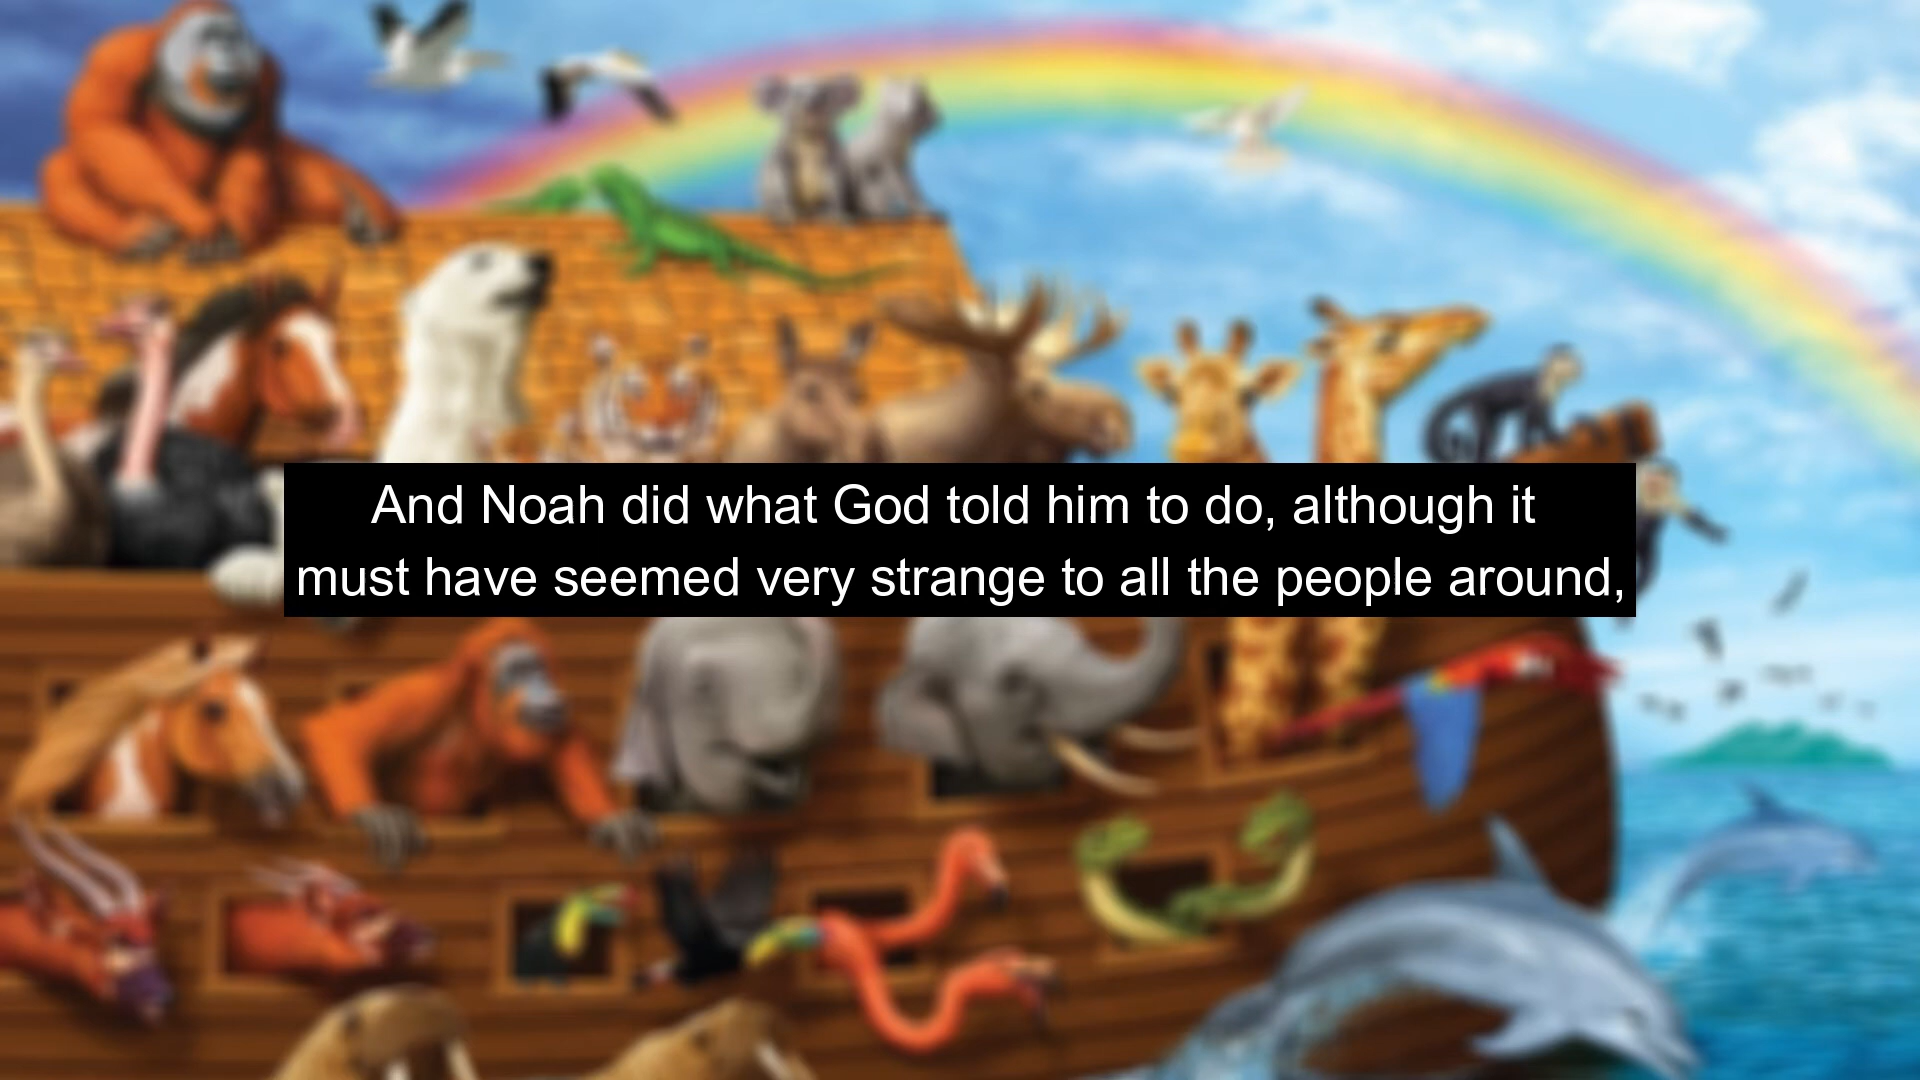 And Noah did what God told him to do, although it
must have seemed very strange to all the people around,